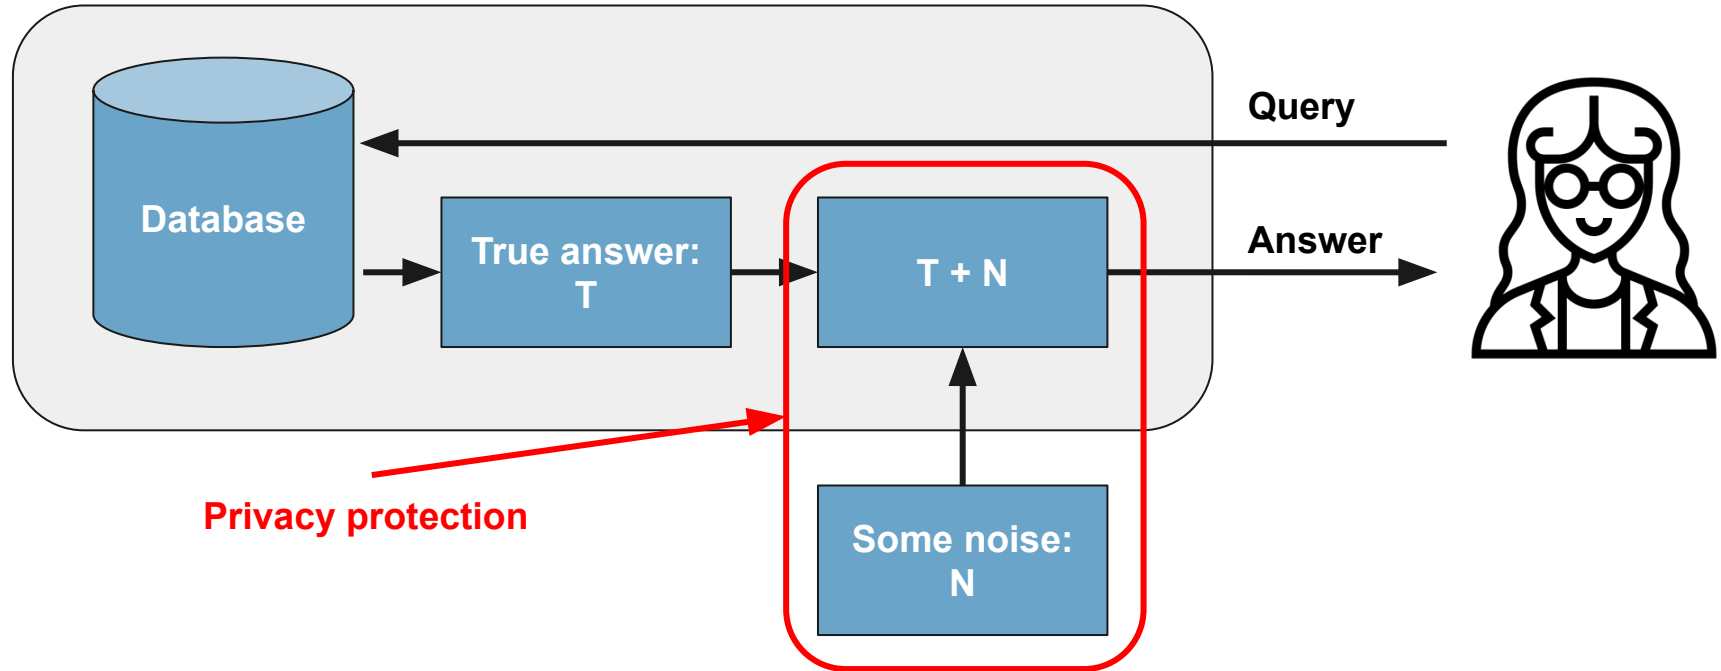 Query
Database
True answer:
T
T + N
Answer
Privacy protection
Some noise:
N